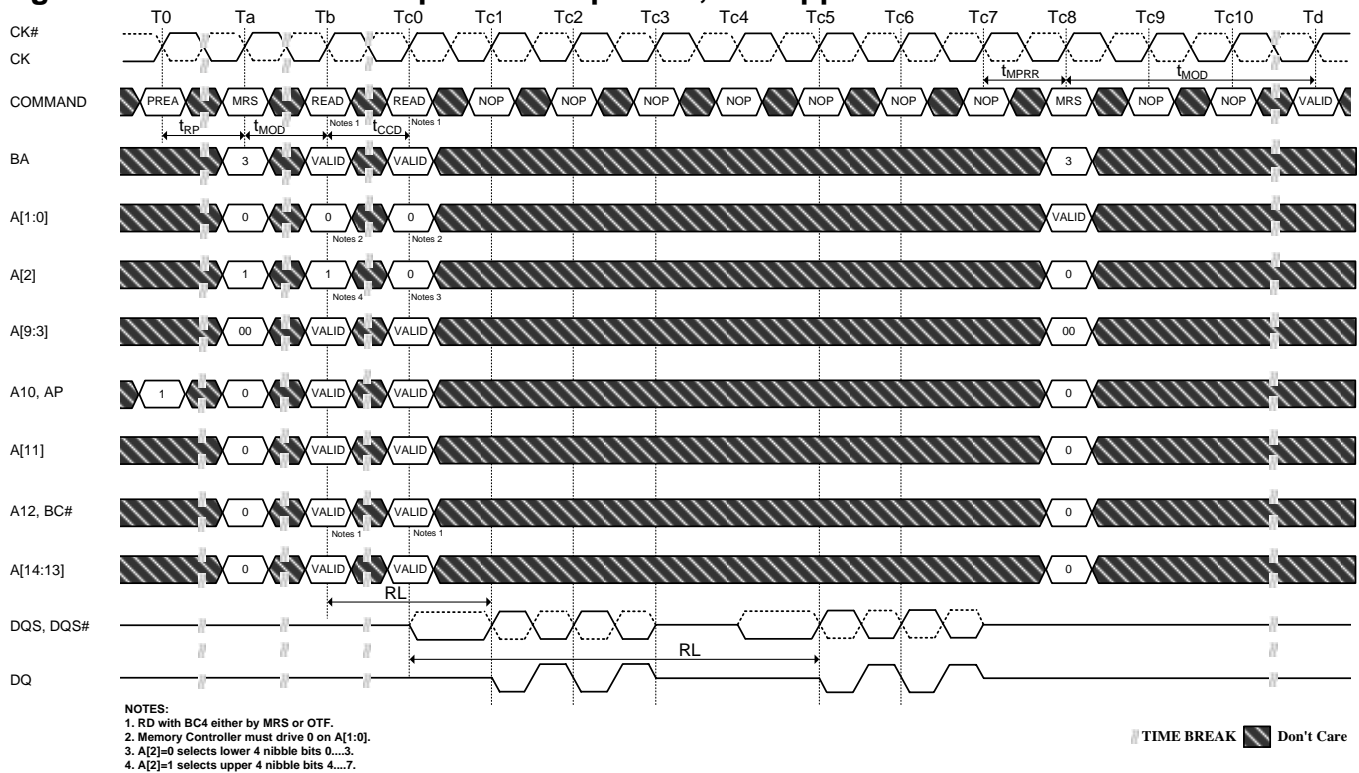 T0 Ta Tb Tc0 Tc1 Tc2 Tc3 Tc4 Tc5 Tc6 Tc7 Tc8 Tc9 Tc10 Td
CK#
CK
tMPRR tMOD
COMMAND PREA MRS READ READ NOP NOP NOP NOP NOP NOP NOP MRS NOP NOP VALID
Notes 1 Notes 1
tRP tMOD tCCD
BA 3 VALID VALID 3
A[1:0] 0 0 0 VALID
Notes 2 Notes 2
A[2] 1 1 0 0
Notes 4 Notes 3
A[9:3] 00 VALID VALID 00
A10, AP 1 0 VALID VALID 0
A[11] 0 VALID VALID 0
A12, BC# 0 VALID VALID 0
Notes 1 Notes 1
A[14:13] 0 VALID VALID 0
RL
DQS, DQS#
RL
DQ
NOTES:
1. RD with BC4 either by MRS or OTF.
2. Memory Controller must drive 0 on A[1:0].
3. A[2]=0 selects lower 4 nibble bits 0....3.
4. A[2]=1 selects upper 4 nibble bits 4....7.
TIME BREAK Don't Care